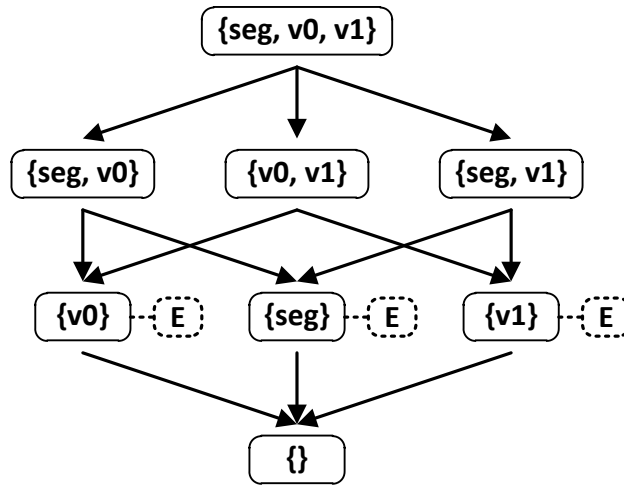 {seg, v0, v1}
{seg, v0} {v0, v1} {seg, v1}
{v0} E {seg} E {v1} E
{}